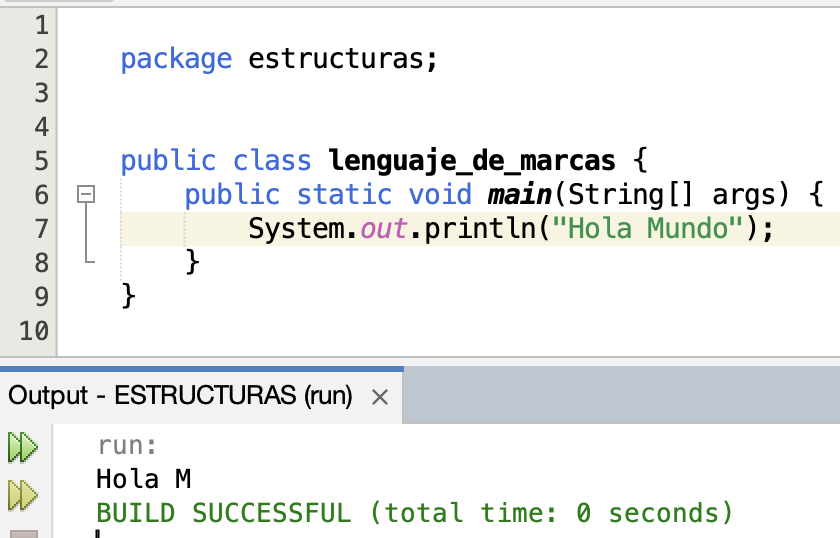 1
2 package estructuras;
3
4
5 public class lenguaje_de_marcas {
6 public static void main(String[] args) {
7 System.out.println("Hola Mundo");
8 }
9 }
10
Output - ESTRUCTURAS (run) ×
run:
Hola M
BUILD SUCCESSFUL (total time: 0 seconds)